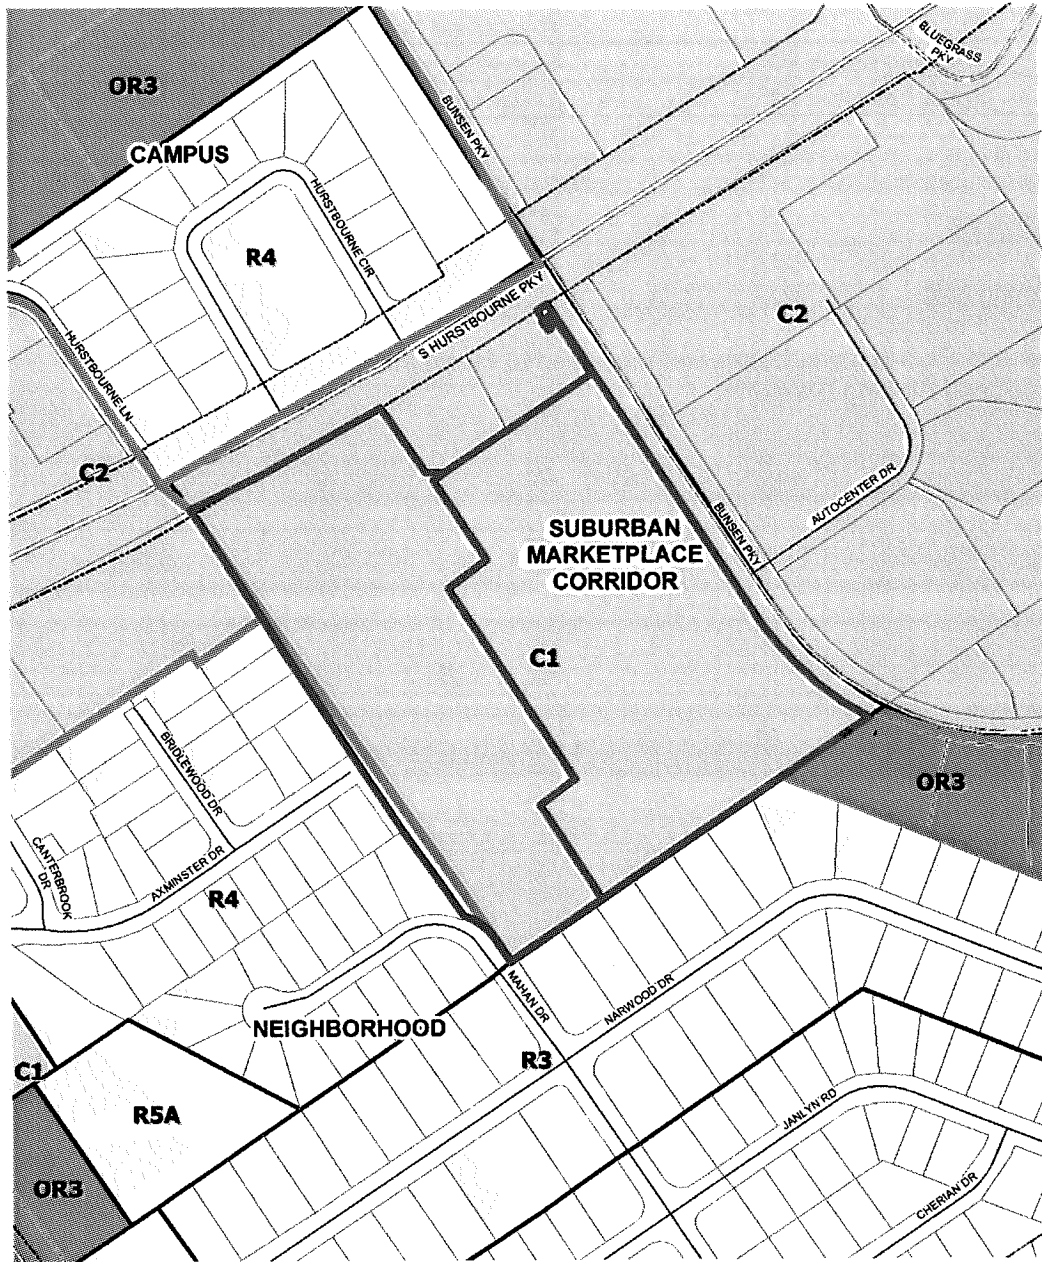 BLUEGRASS
PKY
OR3
BUNSEN PKY
CAMPUS
HURSTBOURNE CIR
R4
S HURSTBOURNE PKY
C2
HURSTBOURNE LN
C2
AUTOCENTER DR
BUNSEN PKY
SUBURBAN
MARKETPLACE
CORRIDOR
C1
BRIDLEWOOD DR
OR3
CANTERBROOK
DR
AXMINSTER DR
R4
MAHAN DR
NARWOOD DR
NEIGHBORHOOD
R3
C1
R5A
JANLYN RD
OR3
CHERIAN DR